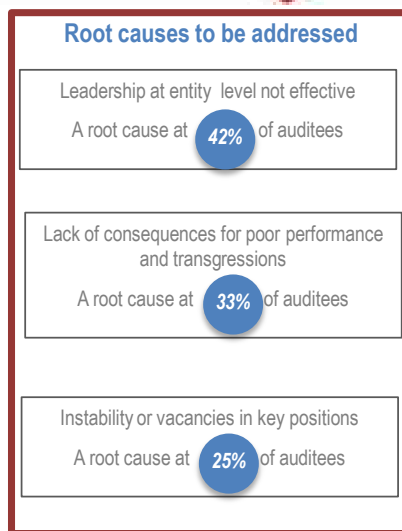 Root causes to be addressed
Leadership at entity level not effective
A root cause at 42% of auditees
Lack of consequences for poor performance
and transgressions
A root cause at 33% of auditees
Instability or vacancies in key positions
A root cause at 25% of auditees